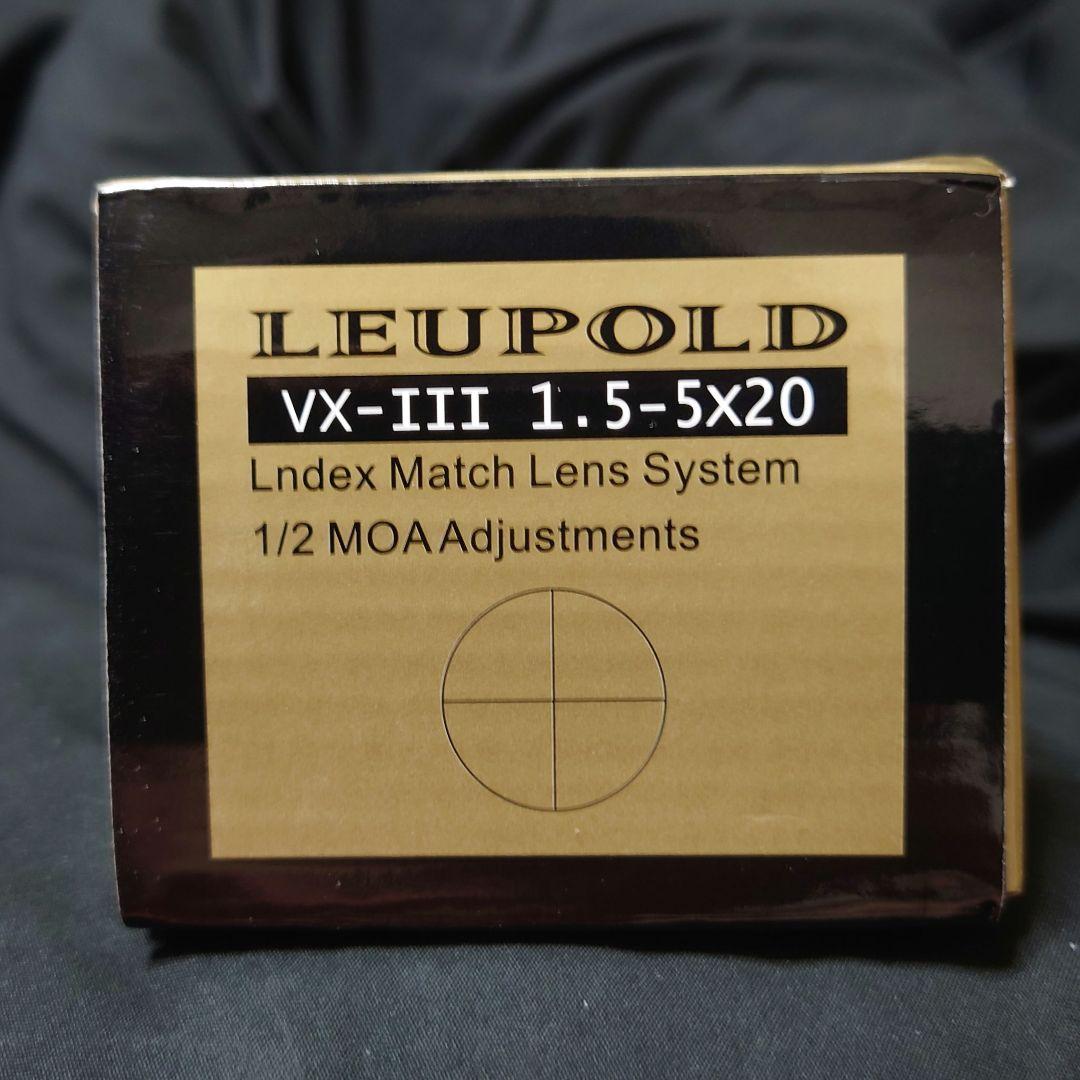 LEUPOLD
VX-III 1.5-5X20
Lndex Match Lens System
1/2 MOA Adjustments